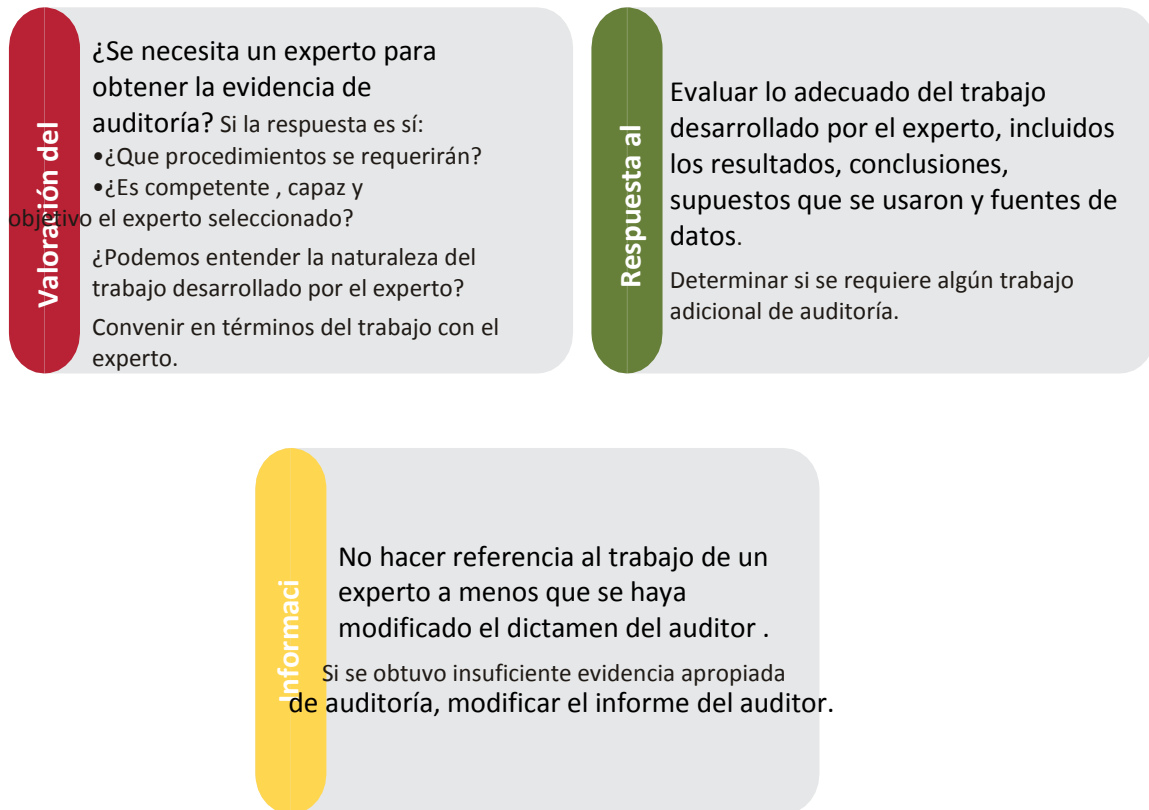 Valoración del
¿Se necesita un experto para
obtener la evidencia de
auditoría? Si la respuesta es sí:
•¿Que procedimientos se requerirán?
•¿Es competente , capaz y
objetivo el experto seleccionado?
¿Podemos entender la naturaleza del
trabajo desarrollado por el experto?
Convenir en términos del trabajo con el
experto.
Respuesta al
Evaluar lo adecuado del trabajo
desarrollado por el experto, incluidos
los resultados, conclusiones,
supuestos que se usaron y fuentes de
datos.
Determinar si se requiere algún trabajo
adicional de auditoría.
Informaci
No hacer referencia al trabajo de un
experto a menos que se haya
modificado el dictamen del auditor .
Si se obtuvo insuficiente evidencia apropiada
de auditoría, modificar el informe del auditor.